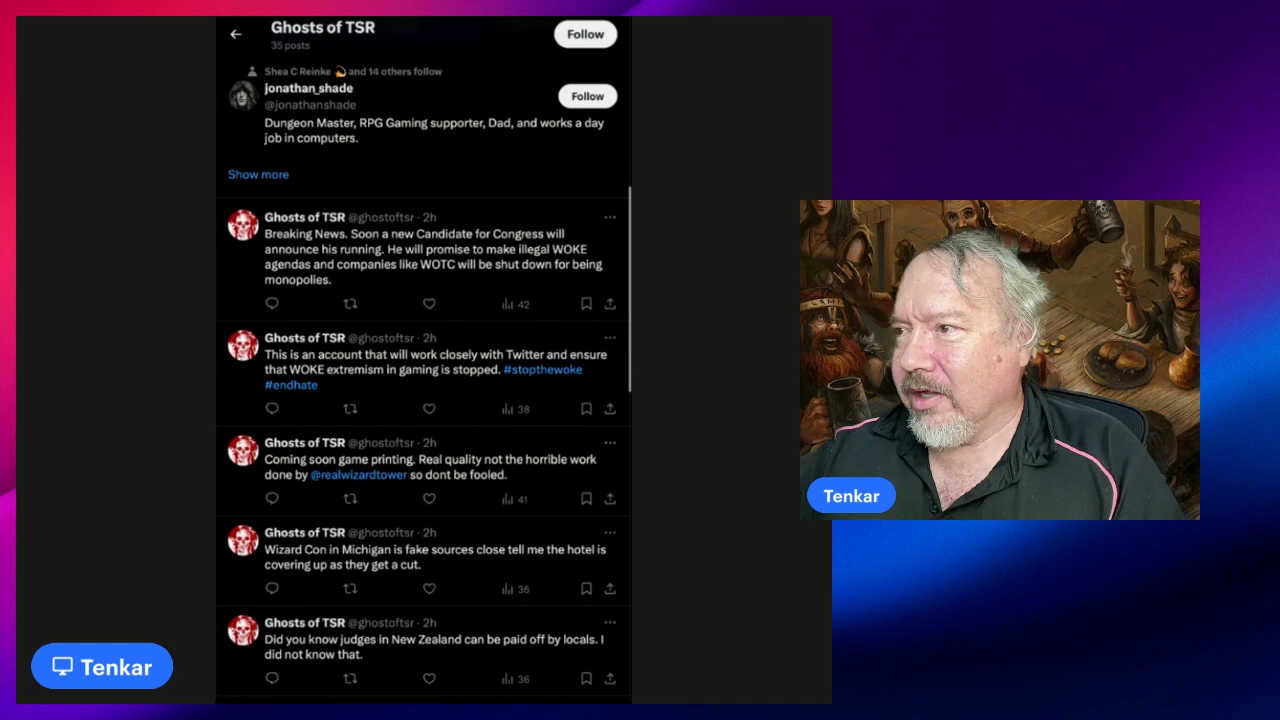 Ghosts of TSR
35 posts
Follow
Shea C Reinke 💫 and 14 others follow
jonathan_shade
@jonathanshade
Follow
Dungeon Master, RPG Gaming supporter, Dad, and works a day
job in computers.
Show more
Ghosts of TSR @ghostoftsr · 2h
Breaking News. Soon a new Candidate for Congress will
announce his running. He will promise to make illegal WOKE
agendas and companies like WOTC will be shut down for being
monopolies.
42
Ghosts of TSR @ghostoftsr · 2h
This is an account that will work closely with Twitter and ensure
that WOKE extremism in gaming is stopped. #stopthewoke
#endhate
38
Ghosts of TSR @ghostoftsr · 2h
Coming soon game printing. Real quality not the horrible work
done by @realwizardtower so dont be fooled.
41
Ghosts of TSR @ghostoftsr · 2h
Wizard Con in Michigan is fake sources close tell me the hotel is
covering up as they get a cut.
36
Ghosts of TSR @ghostoftsr · 2h
Did you know judges in New Zealand can be paid off by locals. I
did not know that.
36
Tenkar
Tenkar